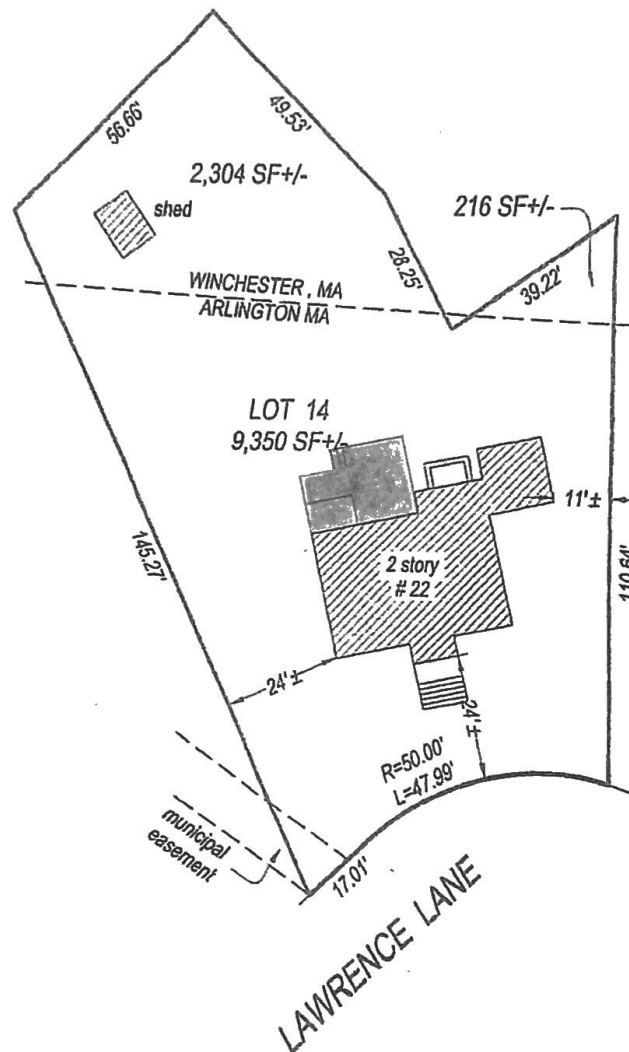 56.66'
49.53'
2,304 SF+/-
shed
216 SF+/-
28.25'
39.22'
WINCHESTER , MA
ARLINGTON MA
LOT 14
9,350 SF+/-
11'±
145.27'
110.64'
2 story
# 22
24'±
24'±
R=50.00'
L=47.99'
municipal
easement
17.01'
LAWRENCE LANE